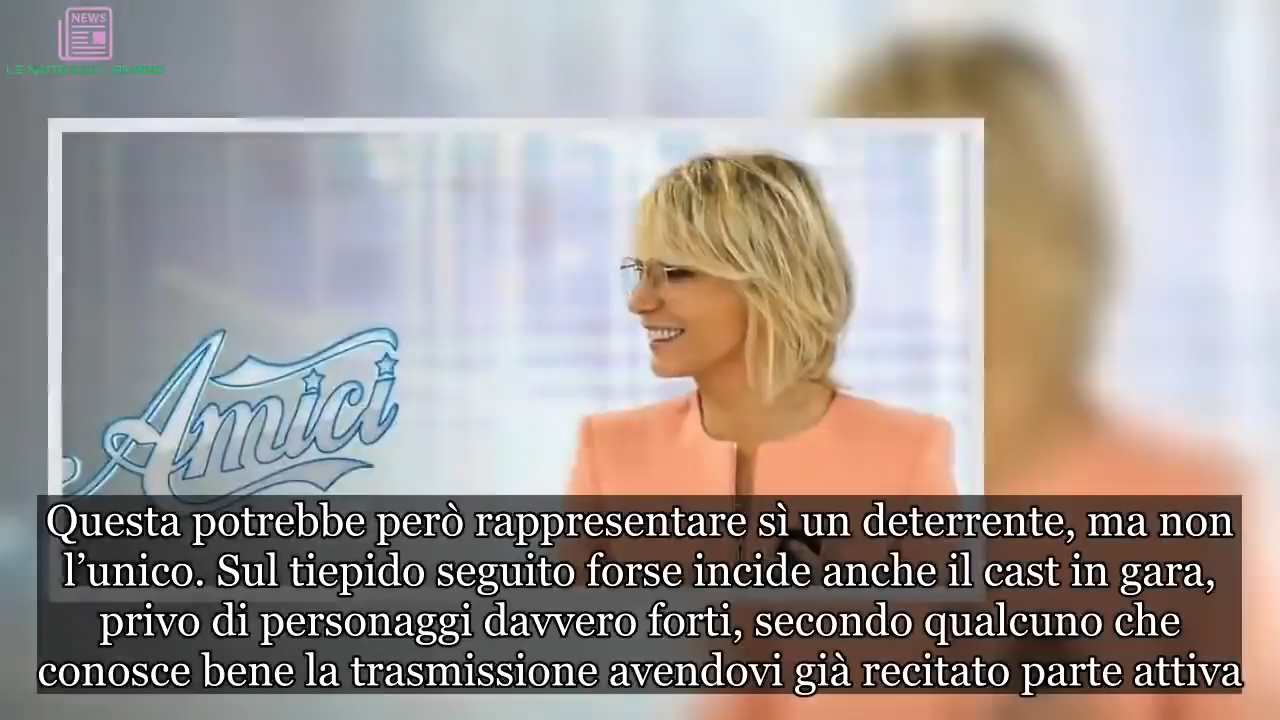 NEWS
Amici
Questa potrebbe però rappresentare sì un deterrente, ma non
l’unico. Sul tiepido seguito forse incide anche il cast in gara,
privo di personaggi davvero forti, secondo qualcuno che
conosce bene la trasmissione avendovi già recitato parte attiva